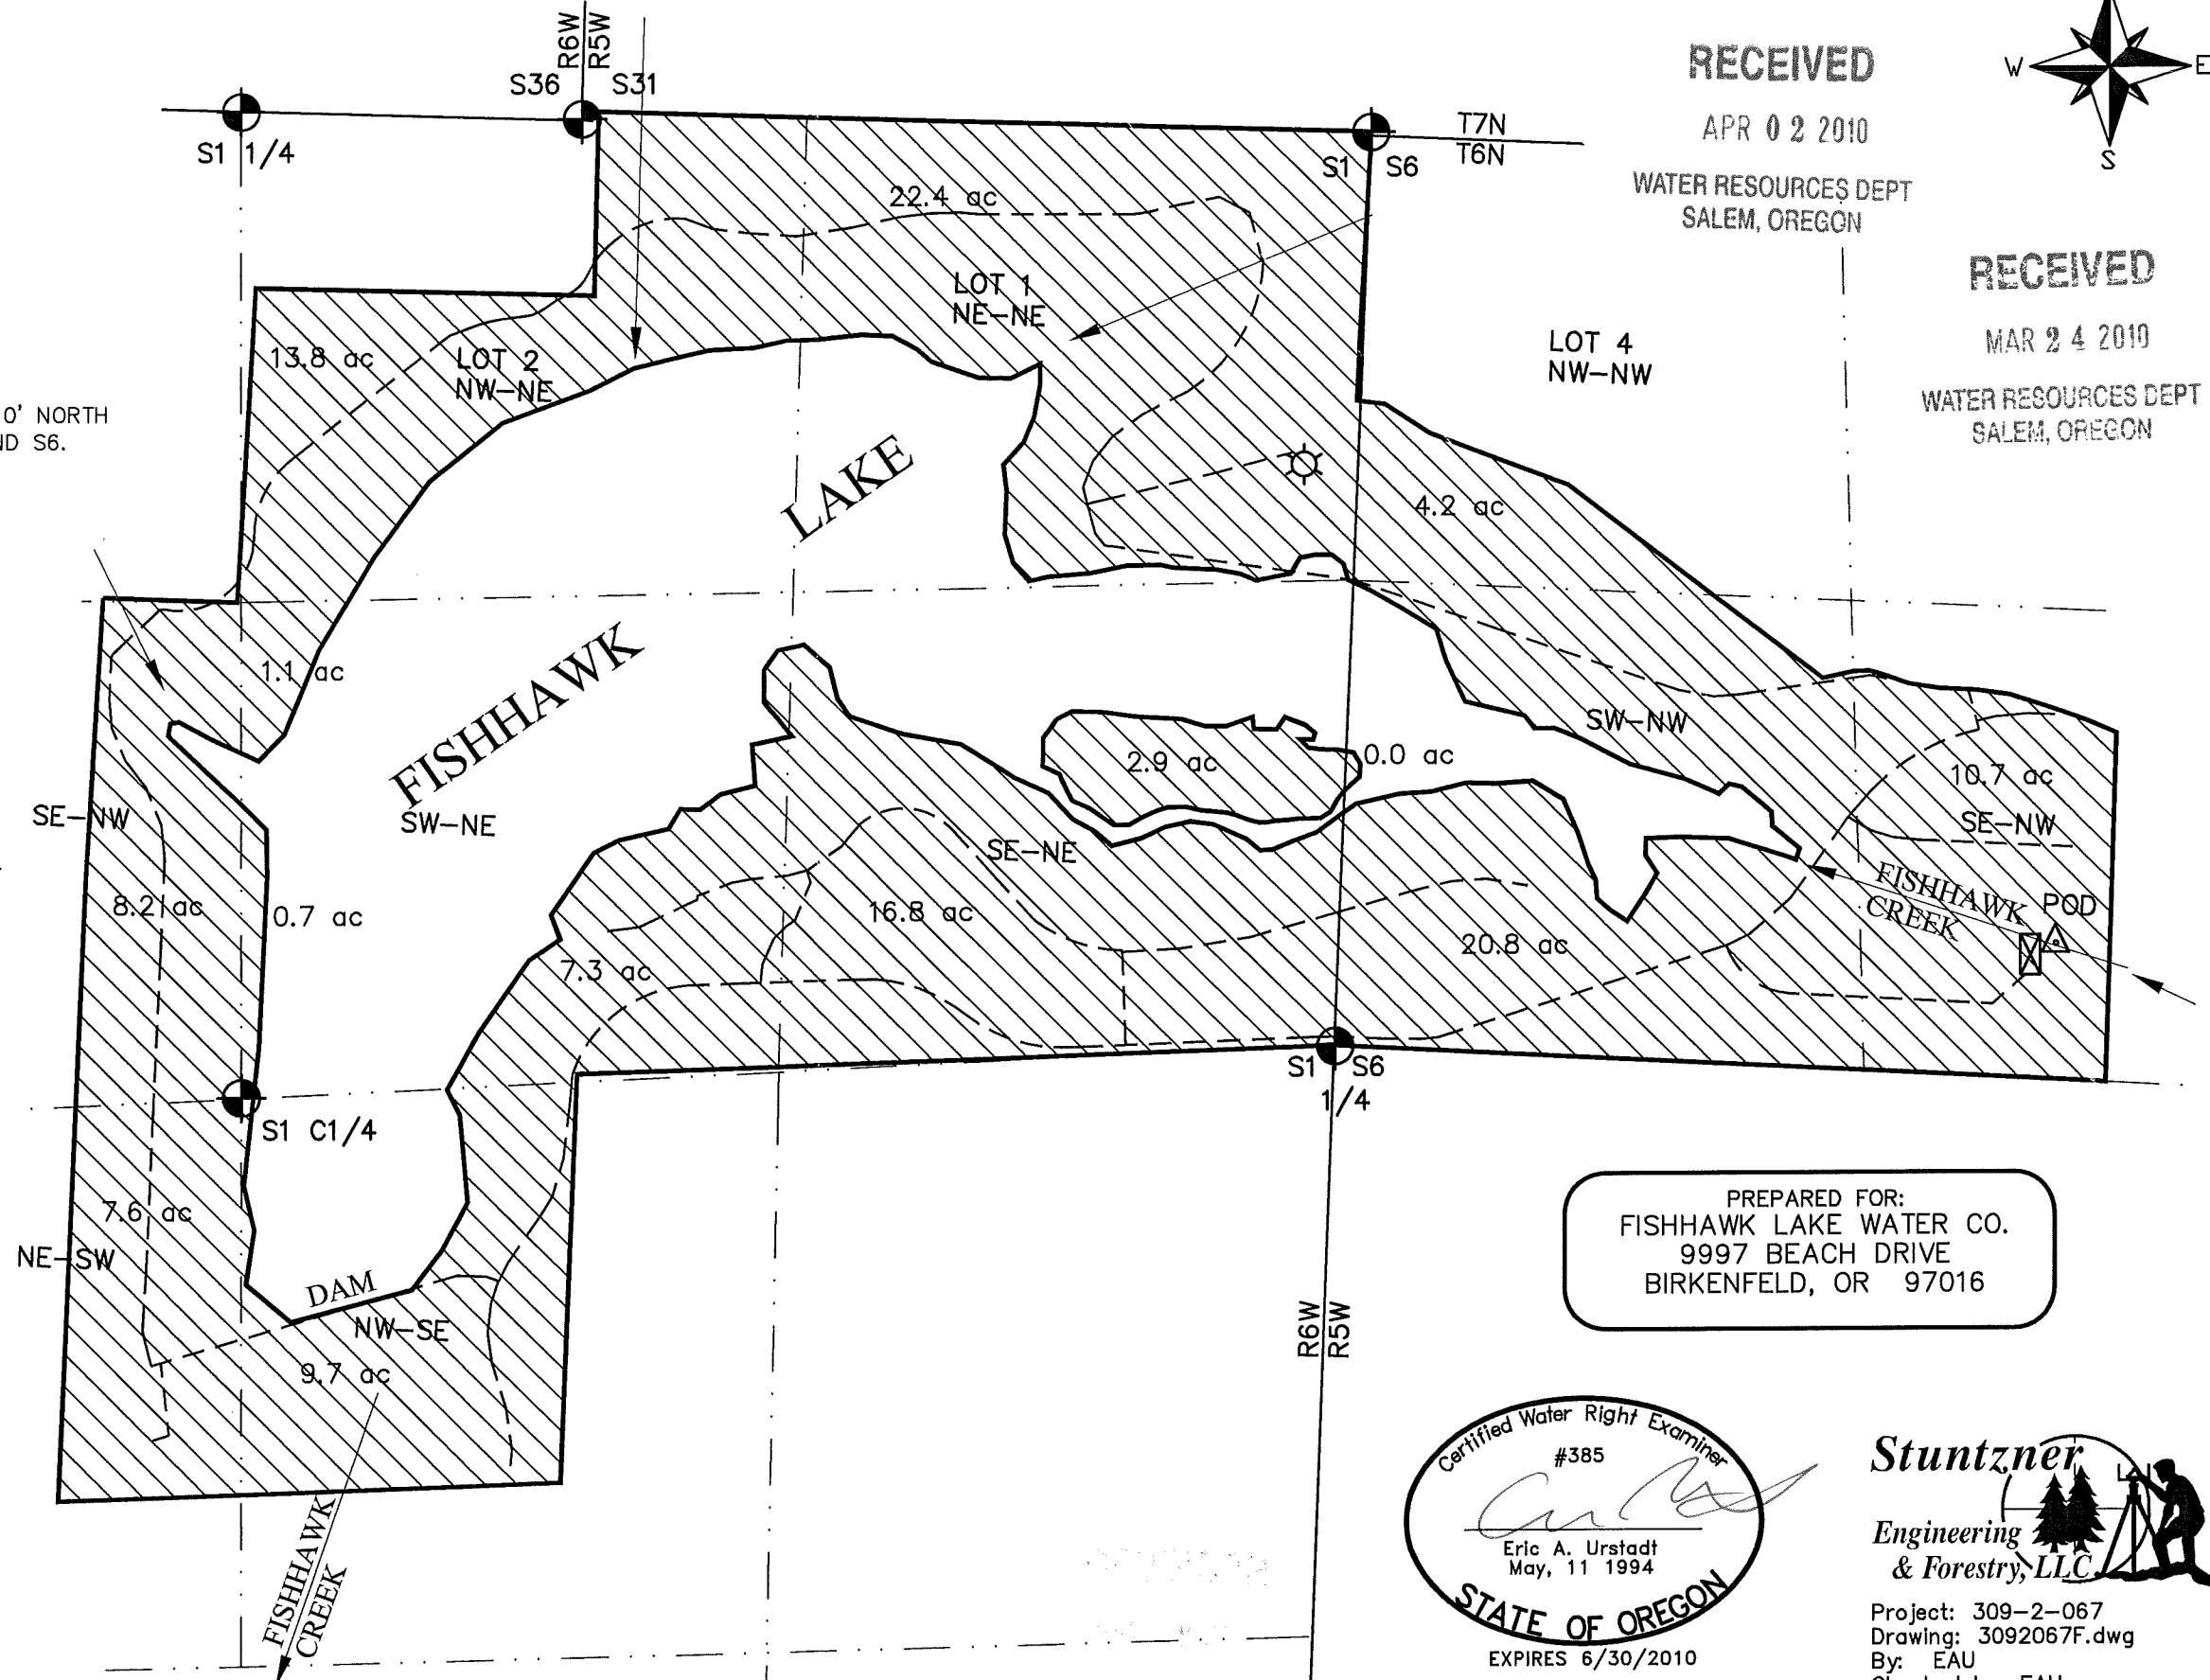 R6W
R5W
S36
S31
RECEIVED
APR 02 2010
WATER RESOURCES DEPT
SALEM, OREGON
W
E
S
S1 1/4
T7N
T6N
S1
S6
22.4 ac
RECEIVED
MAR 24 2010
WATER RESOURCES DEPT
SALEM, OREGON
LOT 1
NE-NE
LOT 4
NW-NW
13.8 ac
LOT 2
NW-NE
0' NORTH
S6.
LAKE
4.2 ac
1.1 ac
FISHHAWK
SW-NW
2.9 ac
0.0 ac
10.7 ac
SE-NW
SE-NW
SW-NE
SE-NE
8.2 ac
0.7 ac
16.8 ac
FISHHAWK
CREEK
POD
7.3 ac
20.8 ac
S1
S6
1/4
S1 C1/4
7.6 ac
NE-SW
DAM
NW-SE
9.7 ac
PREPARED FOR:
FISHHAWK LAKE WATER CO.
9997 BEACH DRIVE
BIRKENFELD, OR 97016
R6W
R5W
FISHHAWK
CREEK
Certified Water Right Examiner
#385
Eric A. Urstadt
May, 11 1994
STATE OF OREGON
EXPIRES 6/30/2010
Stuntzner
Engineering
& Forestry, LLC
Project: 309-2-067
Drawing: 3092067F.dwg
By: EAU